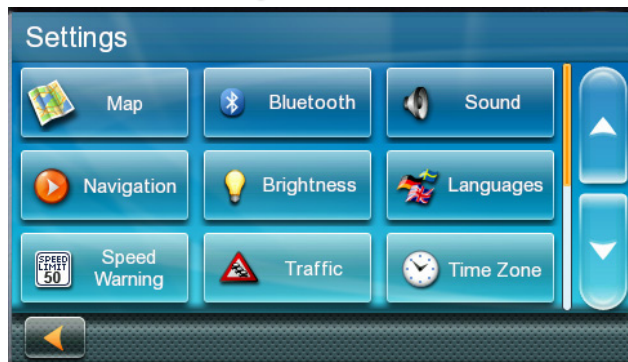 Settings
Map
Bluetooth
Sound
Navigation
Brightness
Languages
SPEED
LIMIT
50
Speed
Warning
Traffic
Time Zone